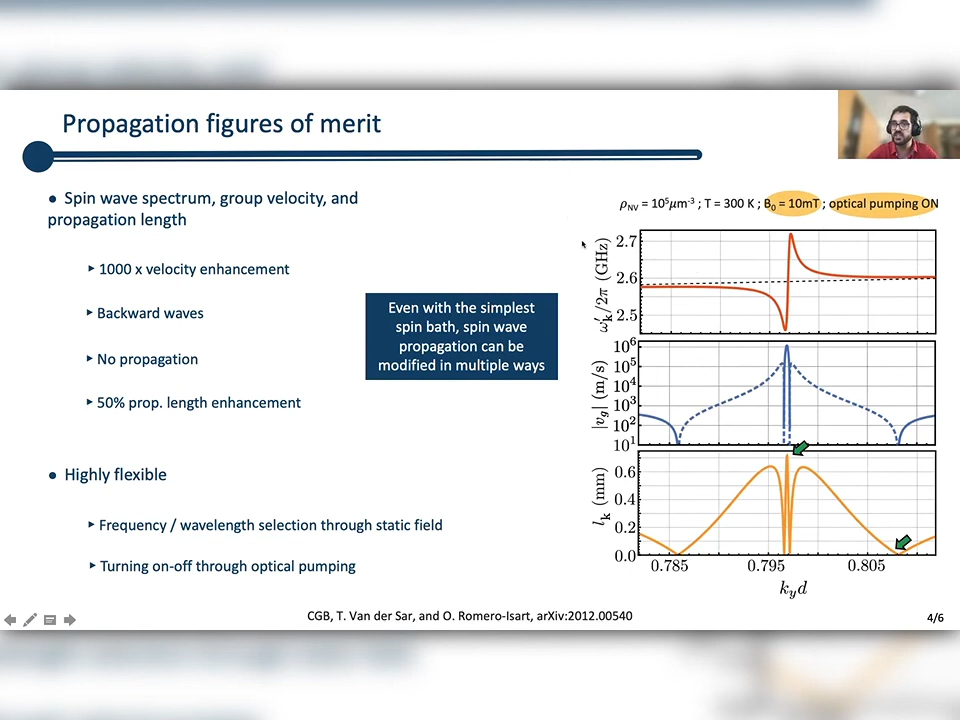 Propagation figures of merit
● Spin wave spectrum, group velocity, and
propagation length
‣ 1000 x velocity enhancement
‣ Backward waves
‣ No propagation
‣ 50% prop. length enhancement
Even with the simplest
spin bath, spin wave
propagation can be
modified in multiple ways
● Highly flexible
‣ Frequency / wavelength selection through static field
‣ Turning on-off through optical pumping
ρNV = 10⁵μm⁻³ ; T = 300 K ; B₀ = 10mT ; optical pumping ON
ω′k/2π (GHz)
2.7
2.6
2.5
|vg| (m/s)
10⁶
10⁵
10⁴
10³
10²
10¹
lk (mm)
0.6
0.4
0.2
0.0
0.785 0.795 0.805
kyd
CGB, T. Van der Sar, and O. Romero-Isart, arXiv:2012.00540
4/6